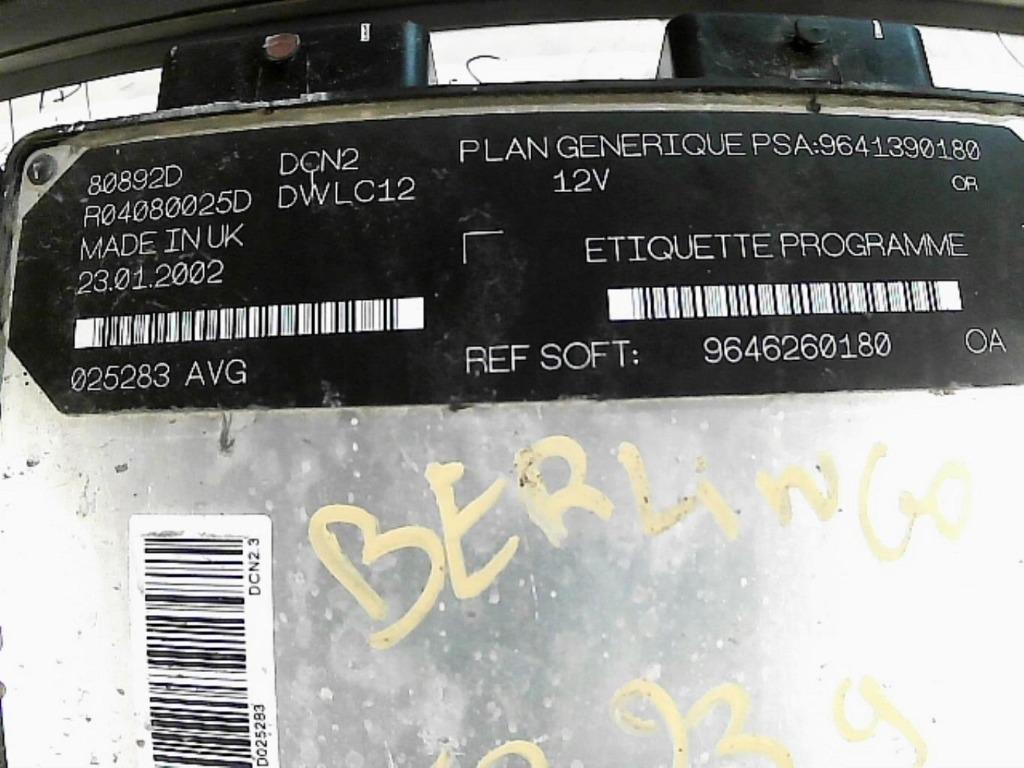 80892D DCN2 PLAN GENERIQUE PSA:9641390180
R04080025D DWLC12 12V OR
MADE IN UK
23.01.2002
ETIQUETTE PROGRAMME
025283 AVG
REF SOFT: 9646260180 OA
BERLINGO
DCN2.3
D025283
39